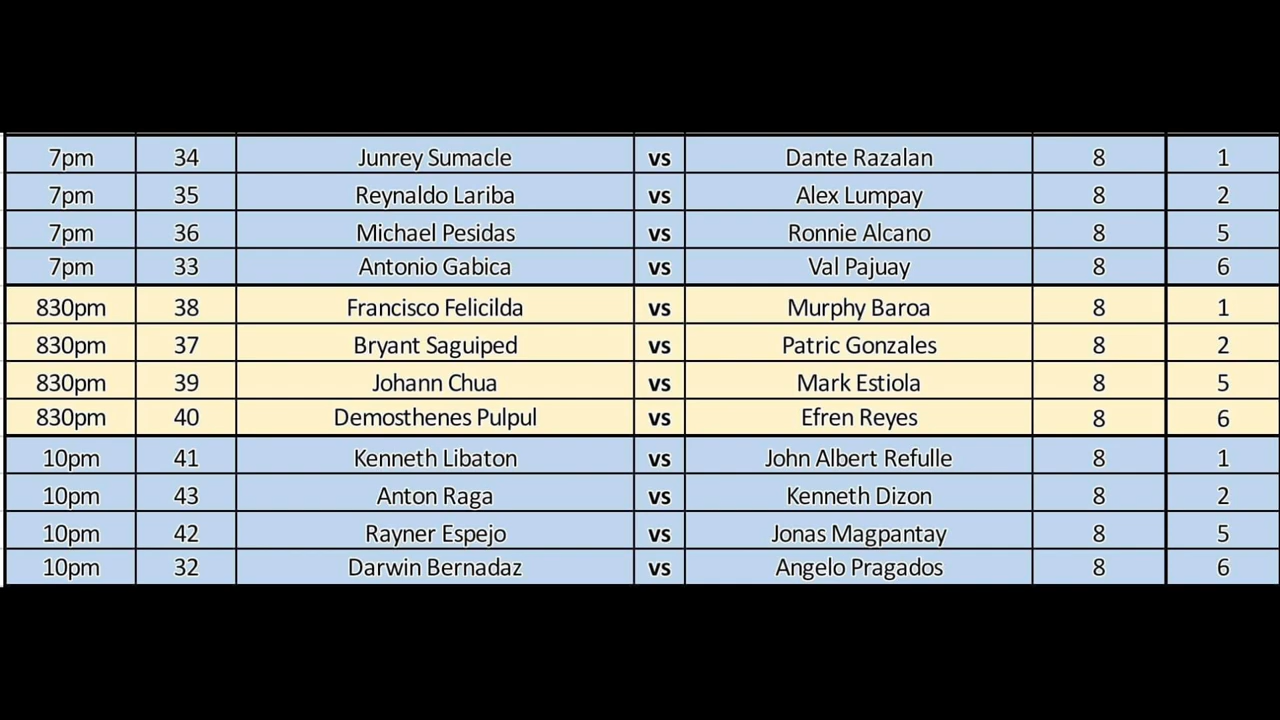 7pm 34 Junrey Sumacle vs Dante Razalan 8 1
7pm 35 Reynaldo Lariba vs Alex Lumpay 8 2
7pm 36 Michael Pesidas vs Ronnie Alcano 8 5
7pm 33 Antonio Gabica vs Val Pajuay 8 6
830pm 38 Francisco Felicilda vs Murphy Baroa 8 1
830pm 37 Bryant Saguiped vs Patric Gonzales 8 2
830pm 39 Johann Chua vs Mark Estiola 8 5
830pm 40 Demosthenes Pulpul vs Efren Reyes 8 6
10pm 41 Kenneth Libaton vs John Albert Refulle 8 1
10pm 43 Anton Raga vs Kenneth Dizon 8 2
10pm 42 Rayner Espejo vs Jonas Magpantay 8 5
10pm 32 Darwin Bernadaz vs Angelo Pragados 8 6